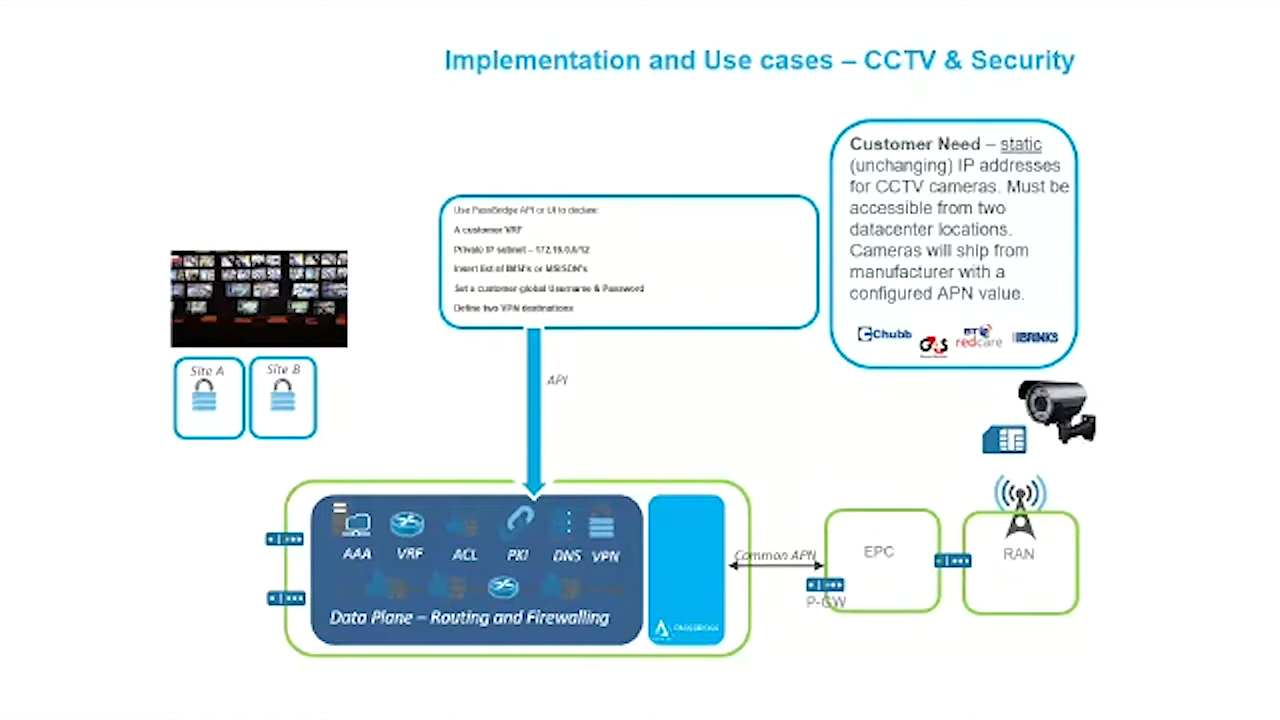 Implementation and Use cases – CCTV & Security
Customer Need – static
(unchanging) IP addresses
for CCTV cameras. Must be
accessible from two
datacenter locations.
Cameras will ship from
manufacturer with a
configured APN value.
Chubb
G4S
BT
redcare
BRINKS
Use PassBridge API or UI to declare:
A customer VRF
Private IP subnet – 172.16.0.0/12
Insert list of IMSI's or MSISDN's
Set a customer-global Username & Password
Define two VPN destinations
Site A
Site B
API
AAA
VRF
ACL
PKI
DNS
VPN
Data Plane – Routing and Firewalling
PASSBRIDGE
Common APN
P-GW
EPC
RAN